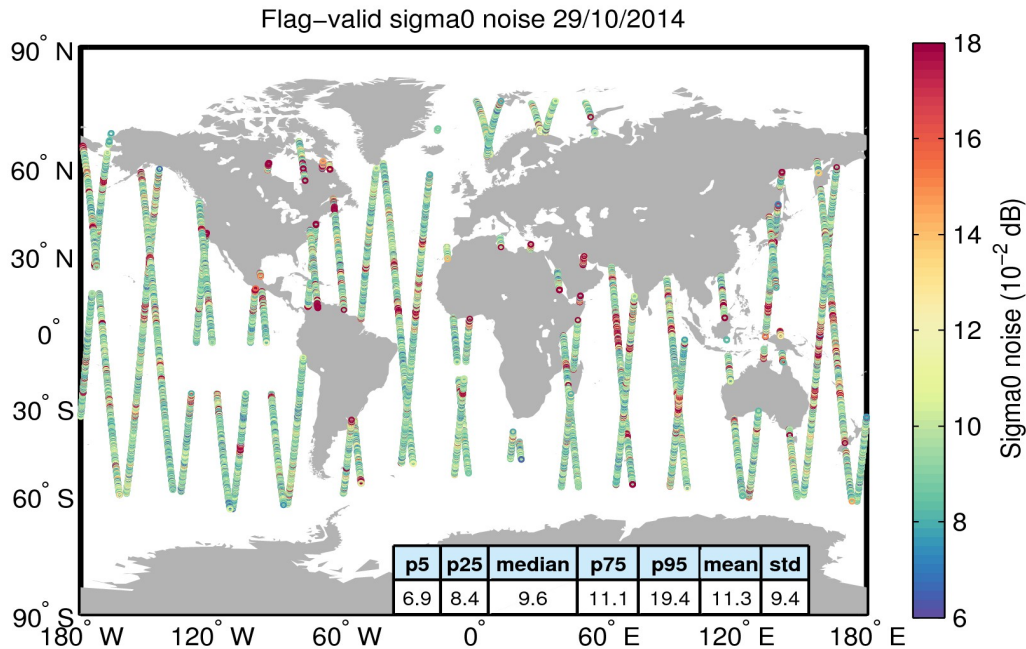 Flag−valid sigma0 noise 29/10/2014
90° N
60° N
30° N
0°
30° S
60° S
90° S
180° W 120° W 60° W 0° 60° E 120° E 180° E
p5 p25 median p75 p95 mean std
6.9 8.4 9.6 11.1 19.4 11.3 9.4
18
16
14
12
10
8
6
Sigma0 noise (10⁻² dB)